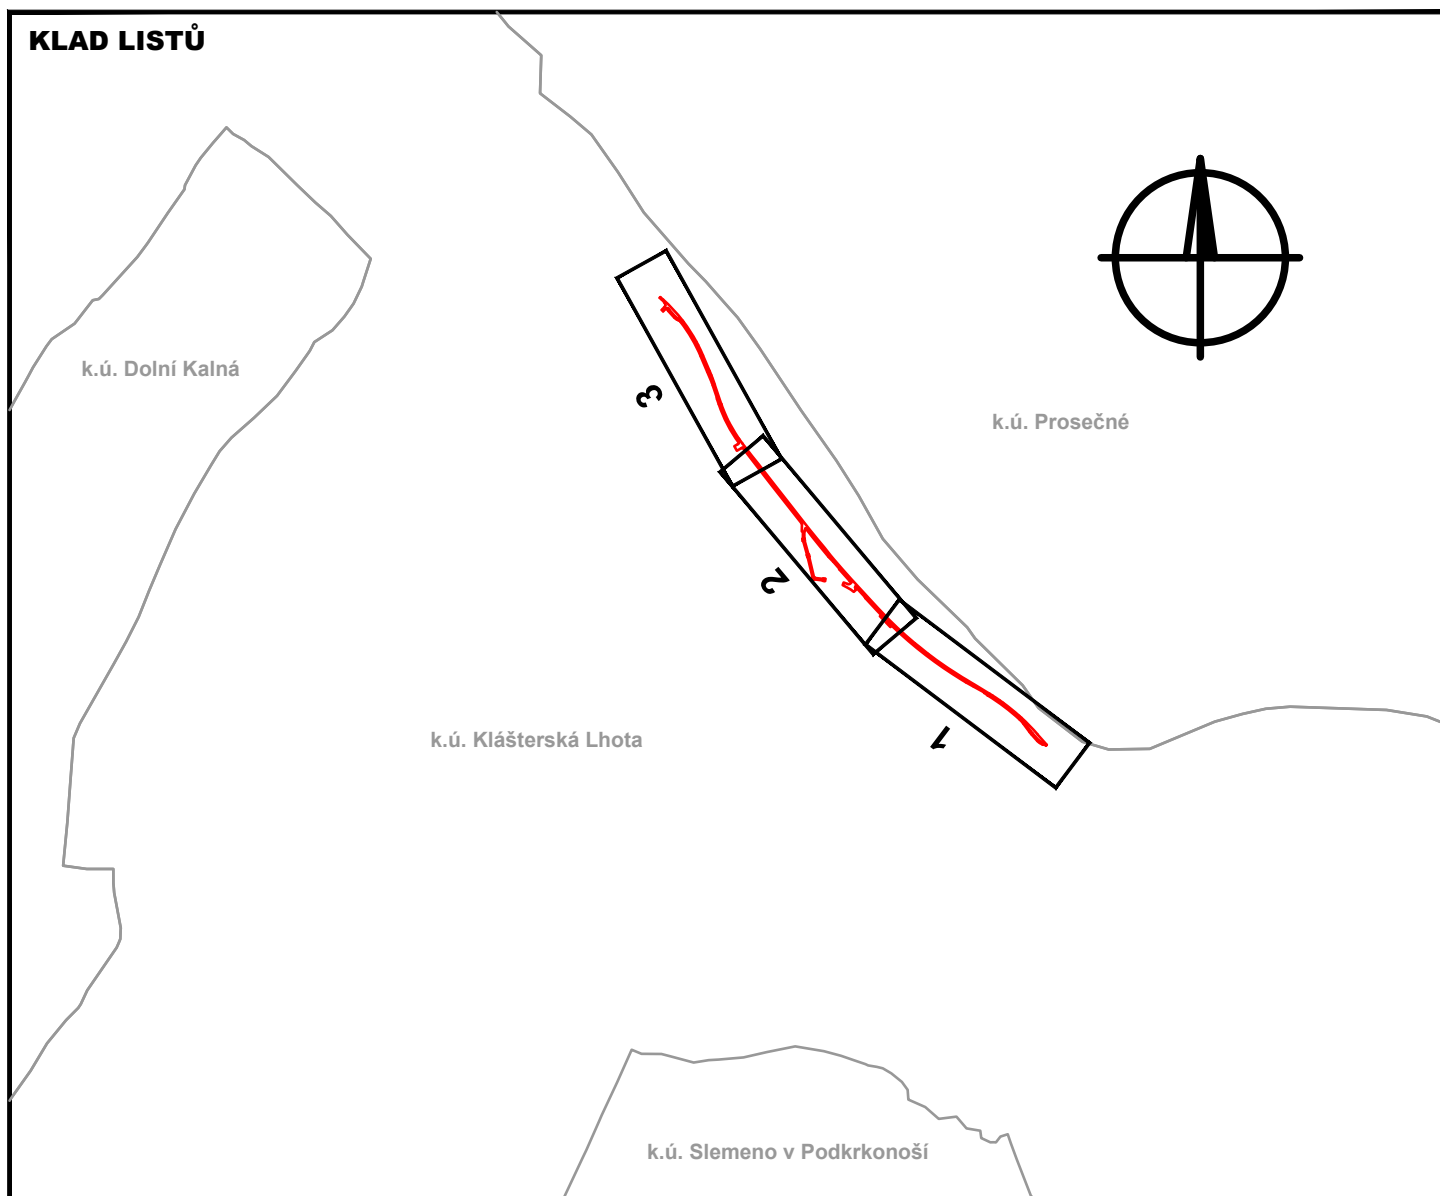 KLAD LISTŮ
k.ú. Dolní Kalná
3
k.ú. Prosečné
2
k.ú. Klášterská Lhota
1
k.ú. Slemeno v Podkrkonoší